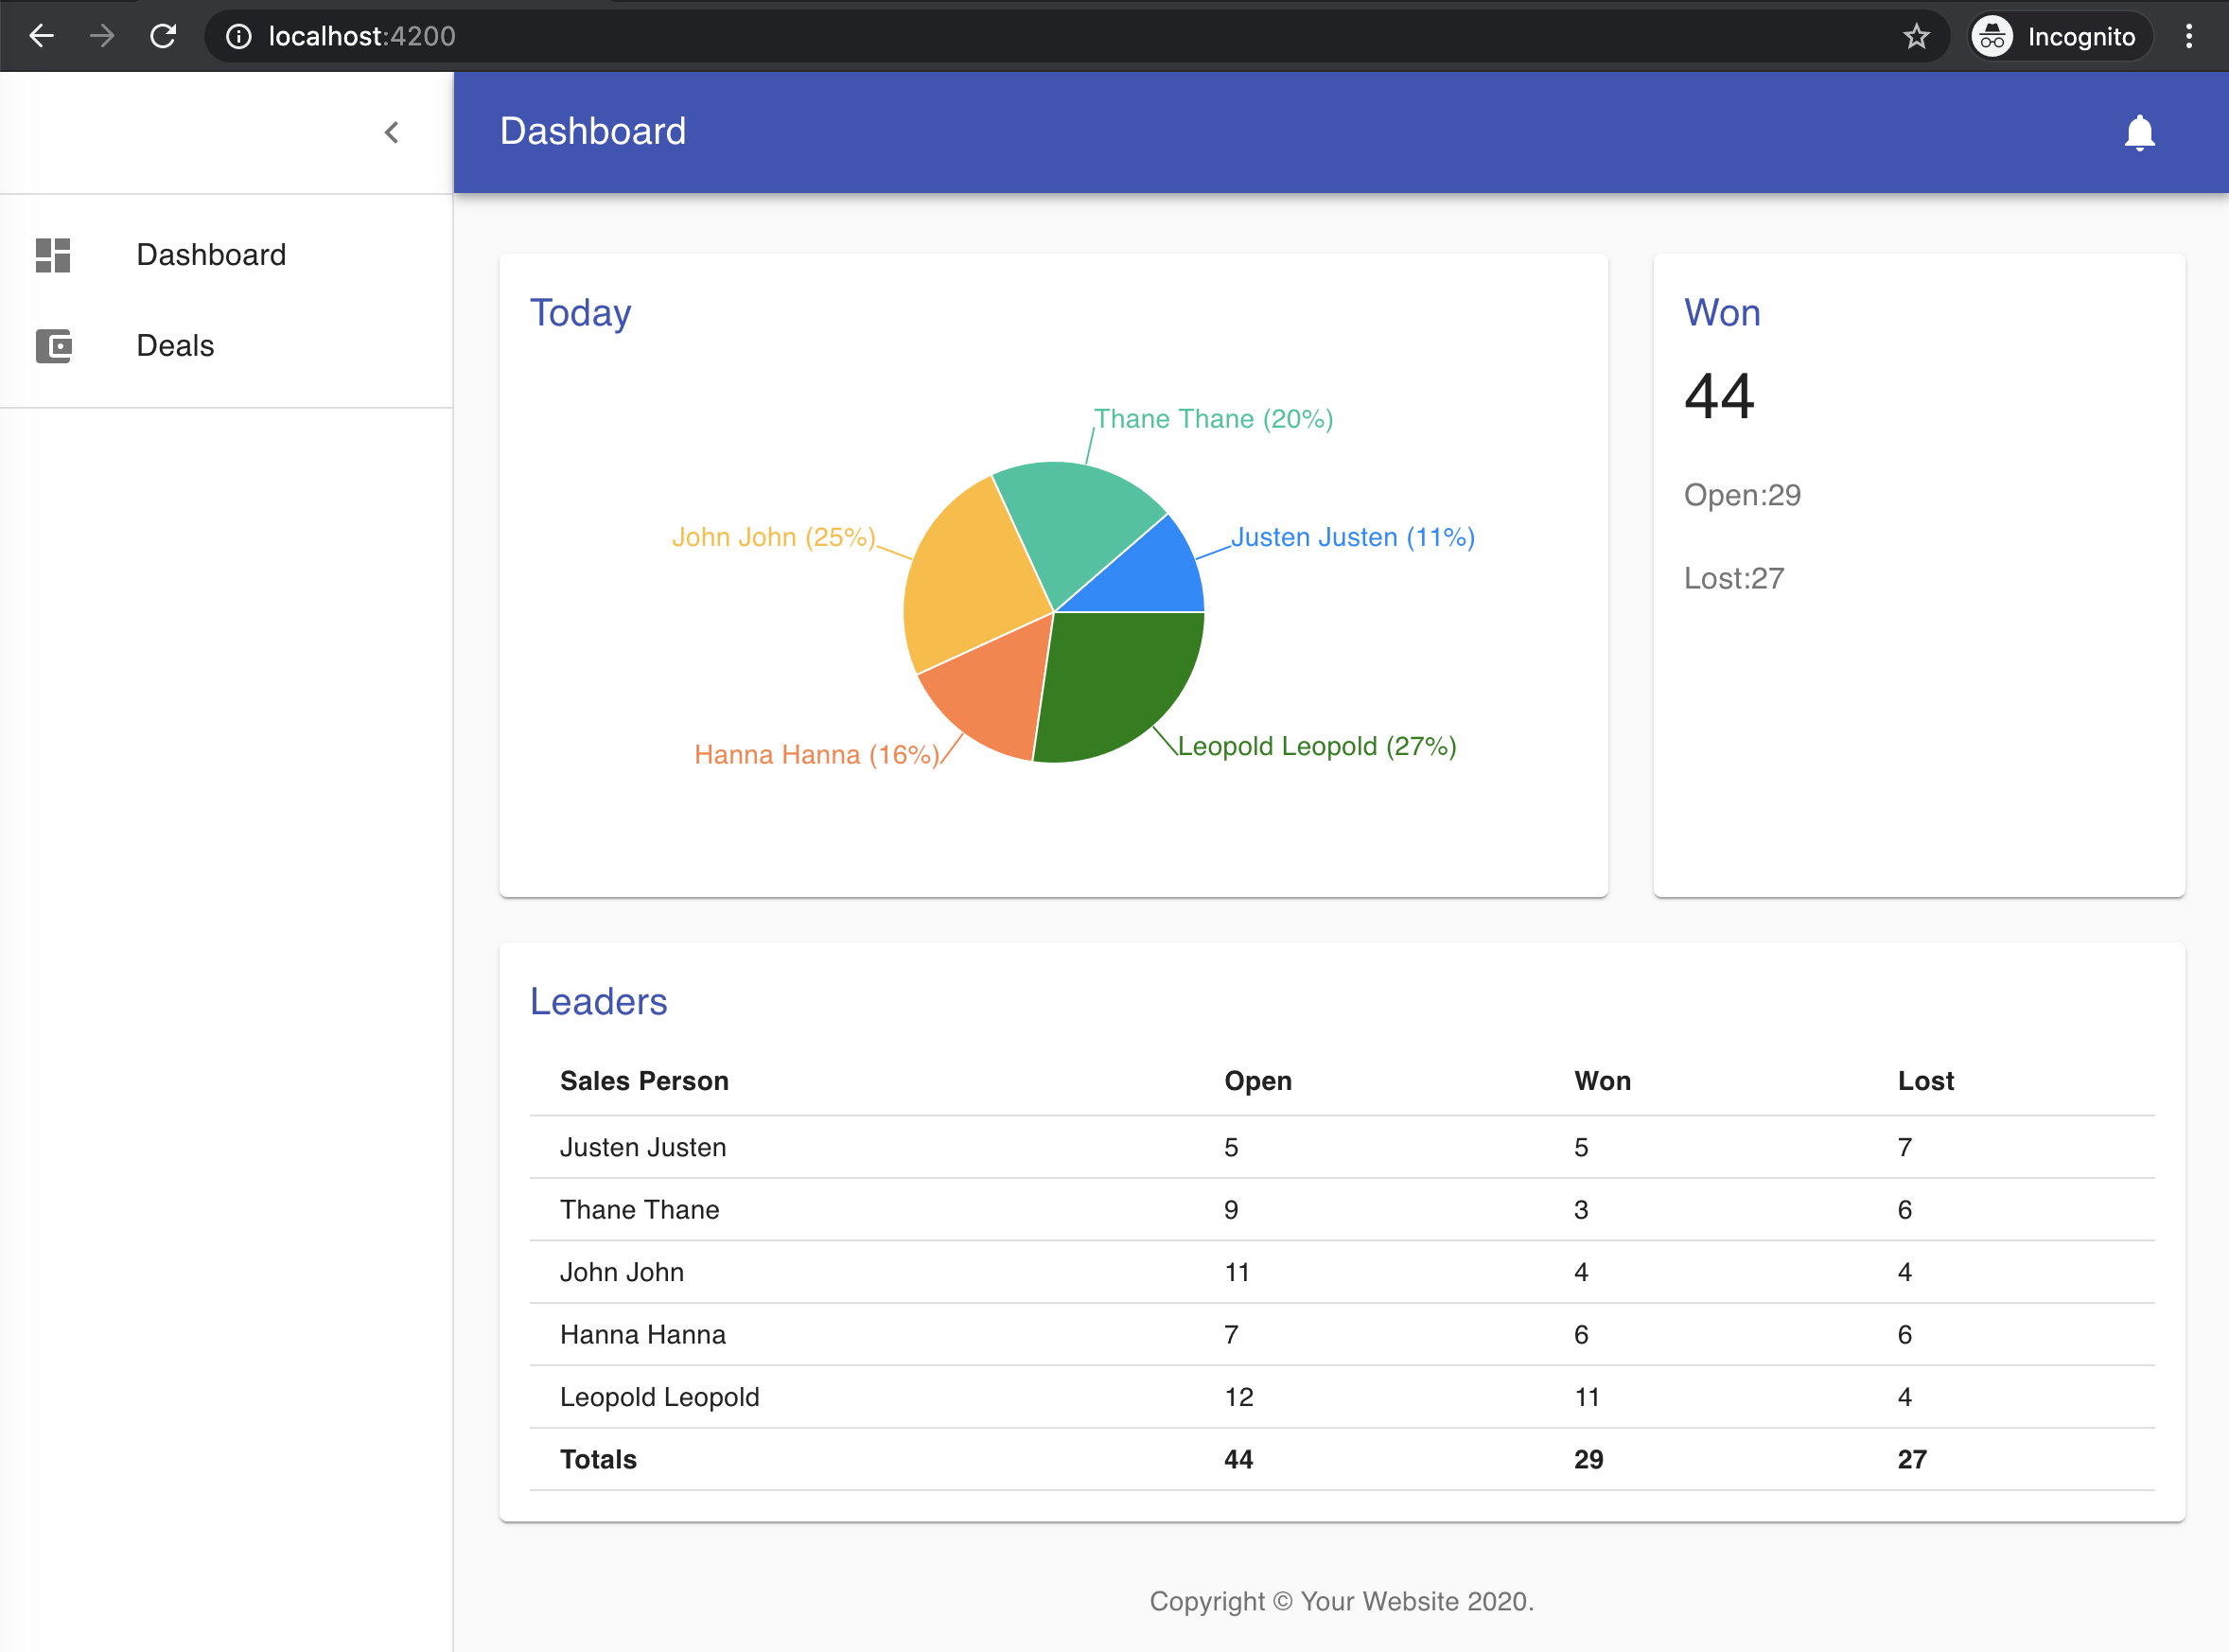 localhost:4200 Incognito
Dashboard
Dashboard
Deals
Today
Thane Thane (20%)
John John (25%)
Justen Justen (11%)
Hanna Hanna (16%)
Leopold Leopold (27%)
Won
44
Open:29
Lost:27
Leaders
Sales Person Open Won Lost
Justen Justen 5 5 7
Thane Thane 9 3 6
John John 11 4 4
Hanna Hanna 7 6 6
Leopold Leopold 12 11 4
Totals 44 29 27
Copyright © Your Website 2020.